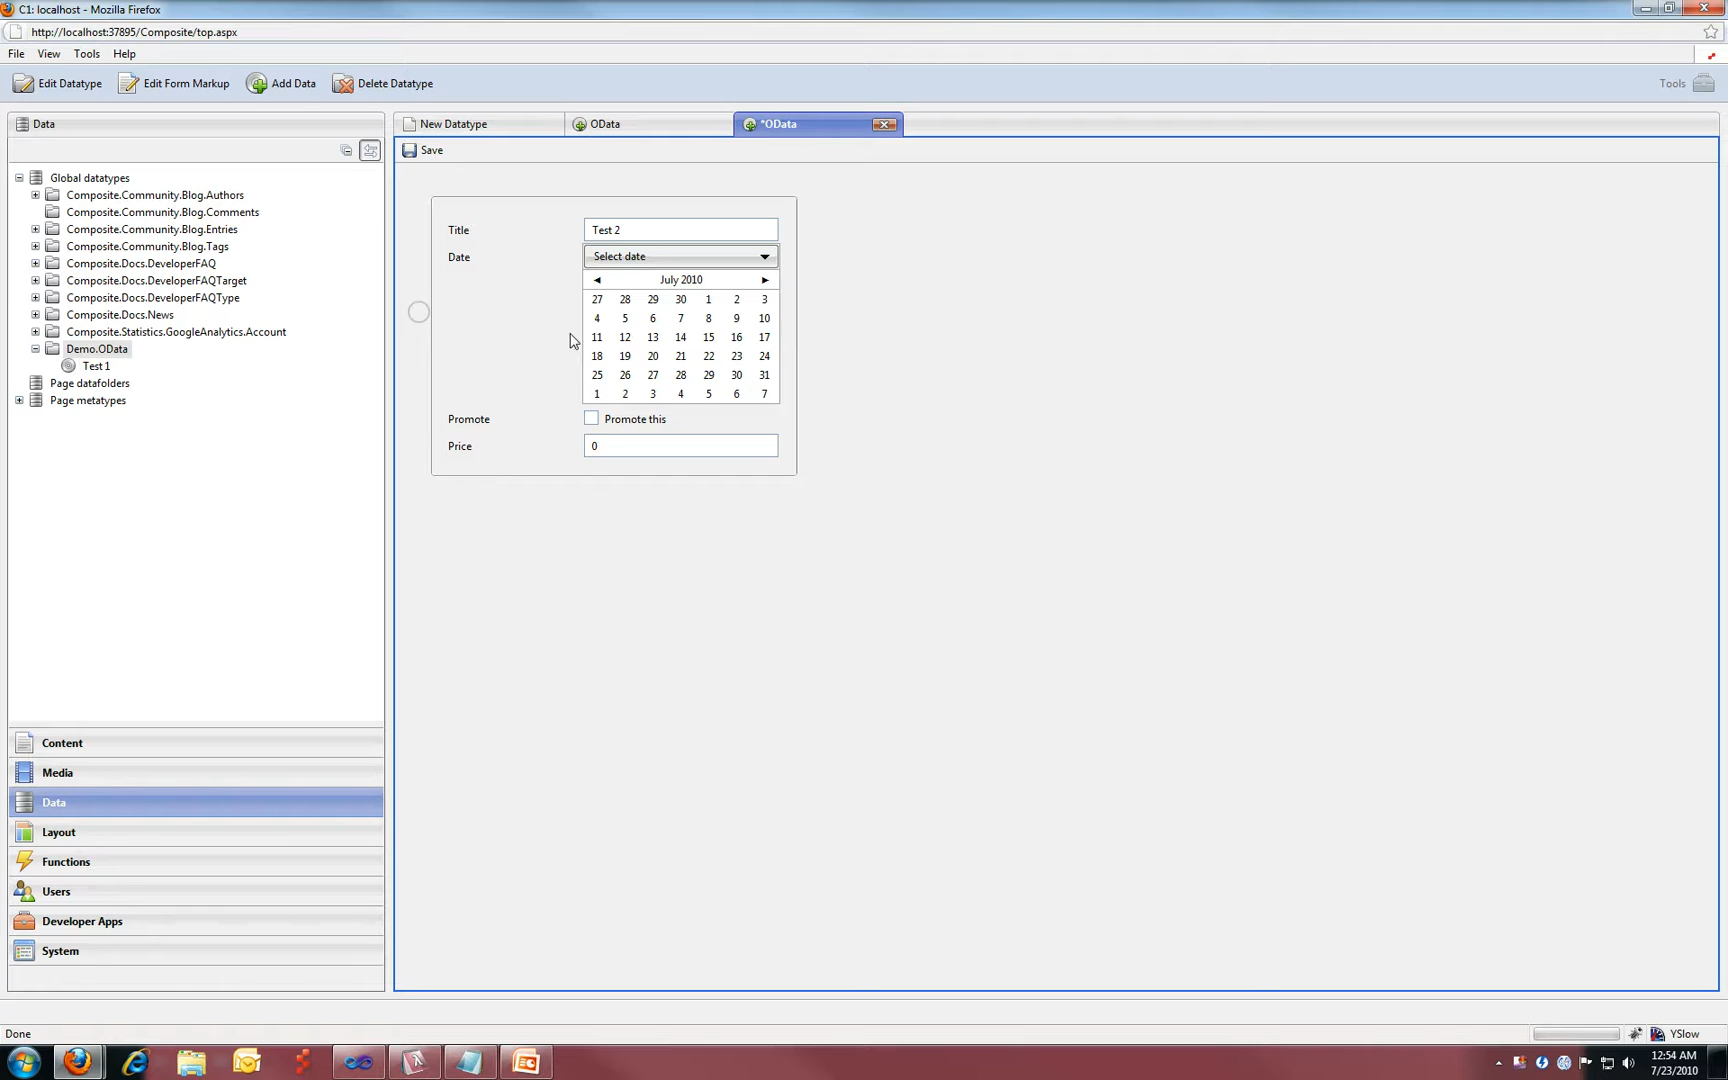 C1: localhost - Mozilla Firefox
http://localhost:37895/Composite/top.aspx
File View Tools Help
Edit Datatype Edit Form Markup Add Data Delete Datatype Tools
Data
New Datatype OData *OData
Save
Global datatypes
Composite.Community.Blog.Authors
Composite.Community.Blog.Comments
Composite.Community.Blog.Entries
Composite.Community.Blog.Tags
Composite.Docs.DeveloperFAQ
Composite.Docs.DeveloperFAQTarget
Composite.Docs.DeveloperFAQType
Composite.Docs.News
Composite.Statistics.GoogleAnalytics.Account
Demo.OData
Test 1
Page datafolders
Page metatypes
Title Test 2
Date Select date
July 2010
27 28 29 30 1 2 3
4 5 6 7 8 9 10
11 12 13 14 15 16 17
18 19 20 21 22 23 24
25 26 27 28 29 30 31
1 2 3 4 5 6 7
Promote Promote this
Price 0
Content
Media
Data
Layout
Functions
Users
Developer Apps
System
Done YSlow
12:54 AM
7/23/2010